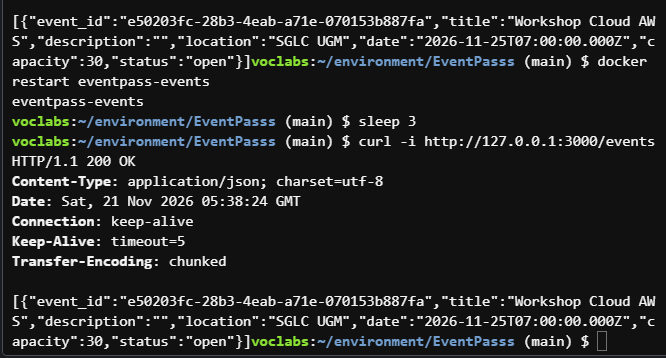 [{"event_id":"e50203fc-28b3-4eab-a71e-070153b887fa","title":"Workshop Cloud AW
S","description":"","location":"SGLC UGM","date":"2026-11-25T07:00:00.000Z","c
apacity":30,"status":"open"}]voclabs:~/environment/EventPasss (main) $ docker
restart eventpass-events
eventpass-events
voclabs:~/environment/EventPasss (main) $ sleep 3
voclabs:~/environment/EventPasss (main) $ curl -i http://127.0.0.1:3000/events
HTTP/1.1 200 OK
Content-Type: application/json; charset=utf-8
Date: Sat, 21 Nov 2026 05:38:24 GMT
Connection: keep-alive
Keep-Alive: timeout=5
Transfer-Encoding: chunked

[{"event_id":"e50203fc-28b3-4eab-a71e-070153b887fa","title":"Workshop Cloud AW
S","description":"","location":"SGLC UGM","date":"2026-11-25T07:00:00.000Z","c
apacity":30,"status":"open"}]voclabs:~/environment/EventPasss (main) $